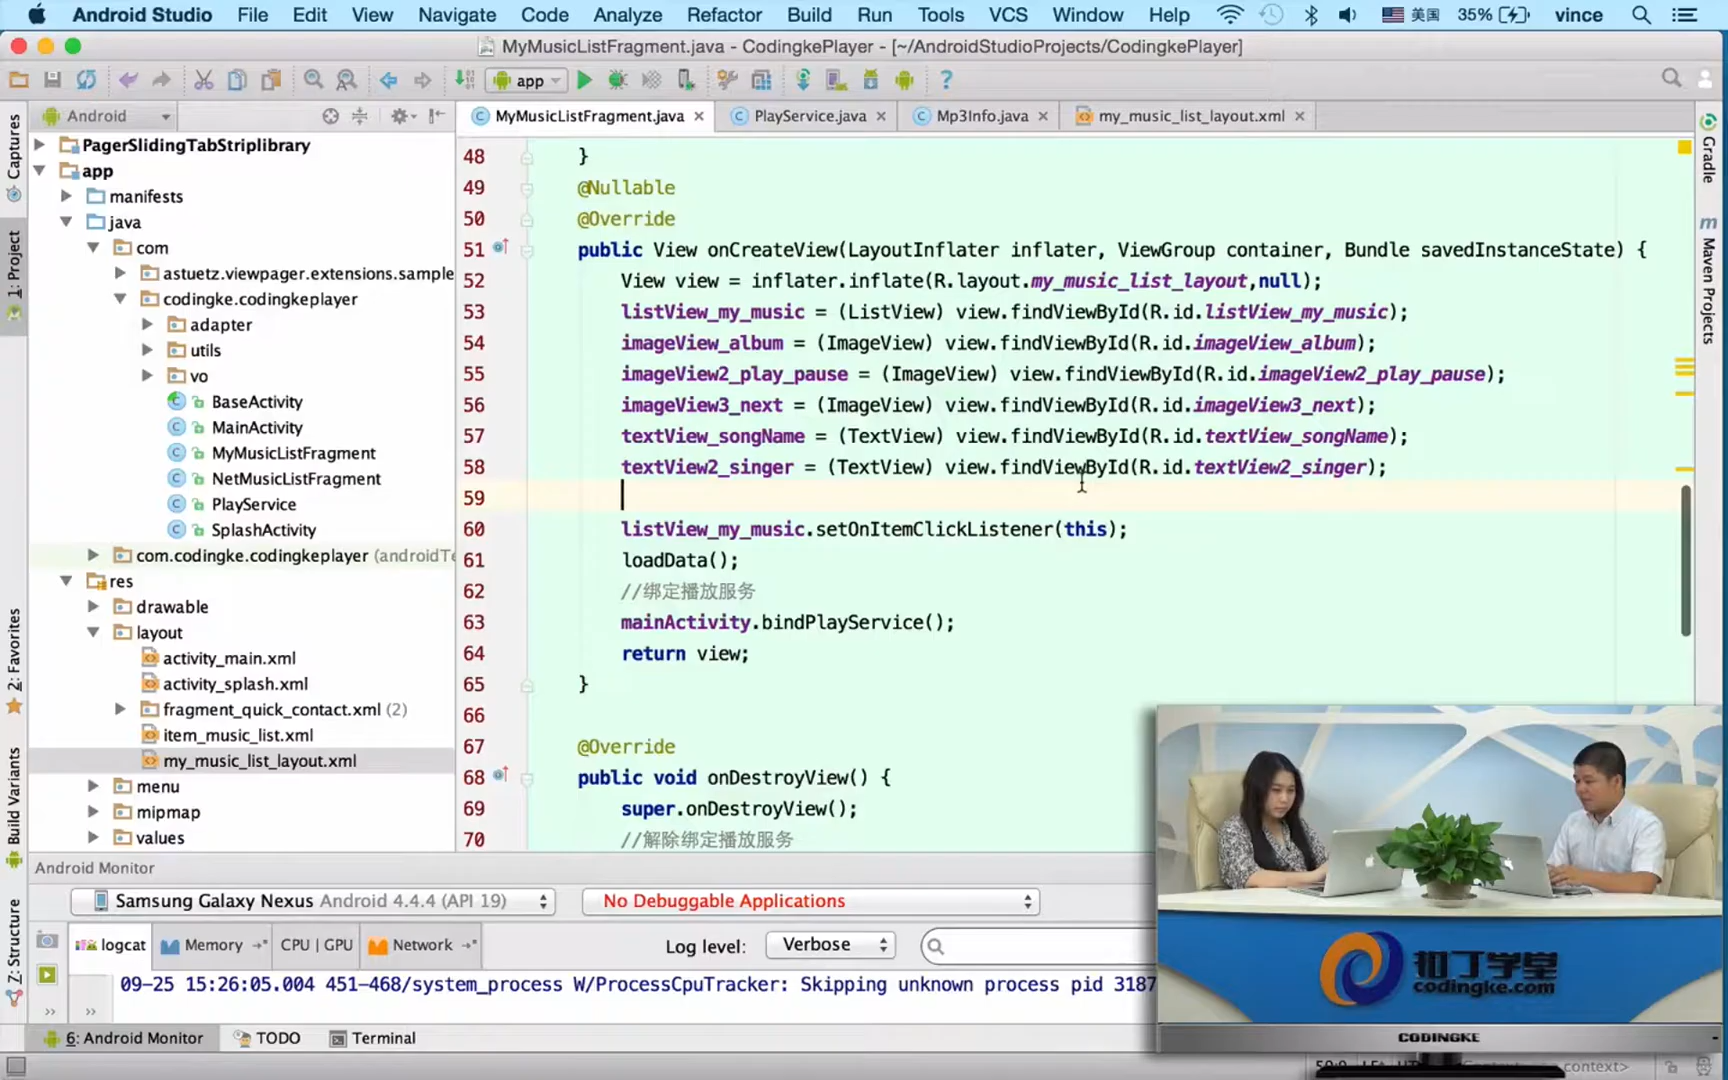 Android Studio File Edit View Navigate Code Analyze Refactor Build Run Tools VCS Window Help 美国 35% vince
MyMusicListFragment.java - CodingkePlayer - [~/AndroidStudioProjects/CodingkePlayer]
app
Android
MyMusicListFragment.java PlayService.java Mp3Info.java my_music_list_layout.xml
Captures
1: Project
2: Favorites
Build Variants
Z: Structure
PagerSlidingTabStriplibrary
app
manifests
java
com
astuetz.viewpager.extensions.sample
codingke.codingkeplayer
adapter
utils
vo
BaseActivity
MainActivity
MyMusicListFragment
NetMusicListFragment
PlayService
SplashActivity
com.codingke.codingkeplayer (androidTe
res
drawable
layout
activity_main.xml
activity_splash.xml
fragment_quick_contact.xml (2)
item_music_list.xml
my_music_list_layout.xml
menu
mipmap
values
48 }
49 @Nullable
50 @Override
51 public View onCreateView(LayoutInflater inflater, ViewGroup container, Bundle savedInstanceState) {
52 View view = inflater.inflate(R.layout.my_music_list_layout,null);
53 listView_my_music = (ListView) view.findViewById(R.id.listView_my_music);
54 imageView_album = (ImageView) view.findViewById(R.id.imageView_album);
55 imageView2_play_pause = (ImageView) view.findViewById(R.id.imageView2_play_pause);
56 imageView3_next = (ImageView) view.findViewById(R.id.imageView3_next);
57 textView_songName = (TextView) view.findViewById(R.id.textView_songName);
58 textView2_singer = (TextView) view.findViewById(R.id.textView2_singer);
59
60 listView_my_music.setOnItemClickListener(this);
61 loadData();
62 //绑定播放服务
63 mainActivity.bindPlayService();
64 return view;
65 }
66
67 @Override
68 public void onDestroyView() {
69 super.onDestroyView();
70 //解除绑定播放服务
Gradle
Maven Projects
Android Monitor
Samsung Galaxy Nexus Android 4.4.4 (API 19) No Debuggable Applications
logcat Memory CPU | GPU Network Log level: Verbose
09-25 15:26:05.004 451-468/system_process W/ProcessCpuTracker: Skipping unknown process pid 3187
6: Android Monitor TODO Terminal
扣丁学堂
codingke.com
CODINGKE
context>